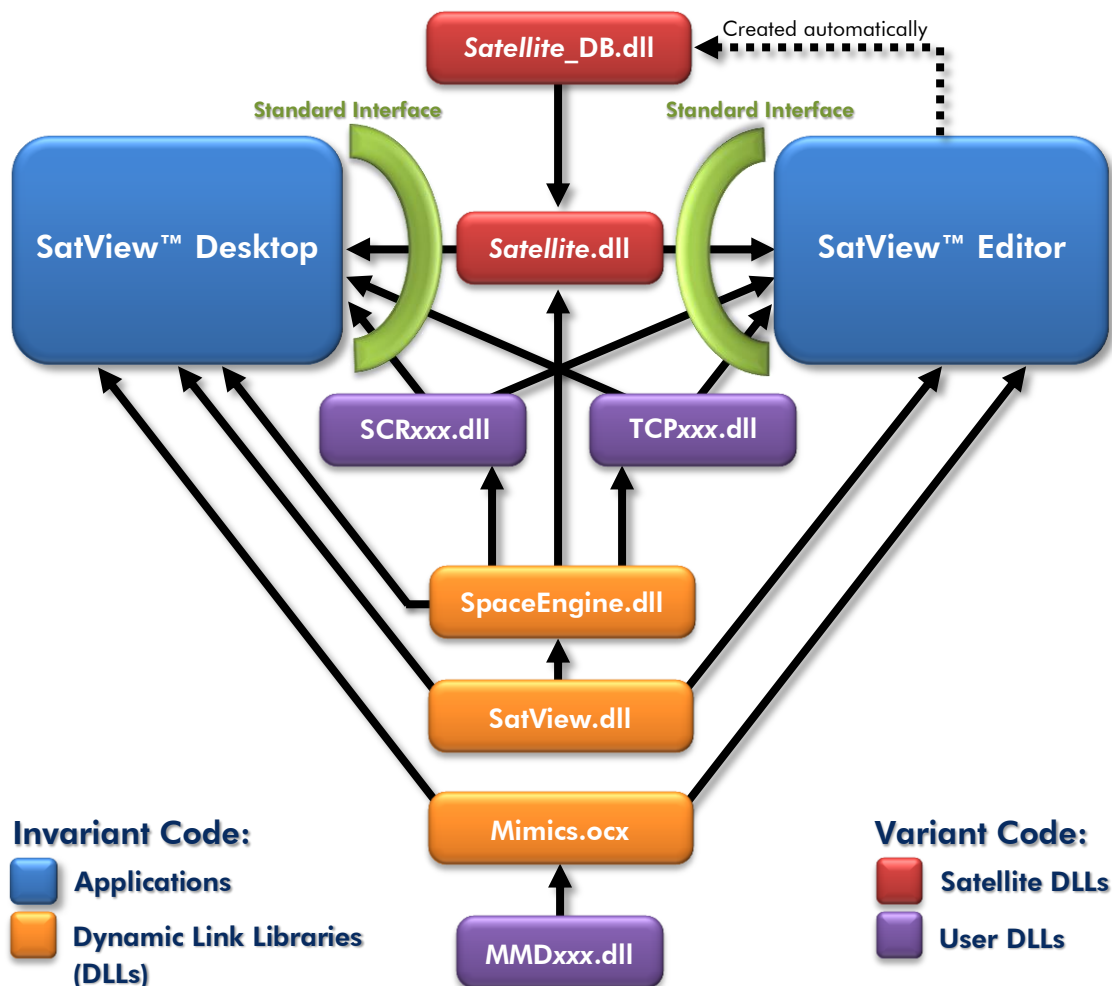 Satellite_DB.dll
Created automatically
Standard Interface
Standard Interface
SatView™ Desktop
Satellite.dll
SatView™ Editor
SCRxxx.dll
TCPxxx.dll
SpaceEngine.dll
SatView.dll
Mimics.ocx
MMDxxx.dll
Invariant Code:
Applications
Dynamic Link Libraries
(DLLs)
Variant Code:
Satellite DLLs
User DLLs